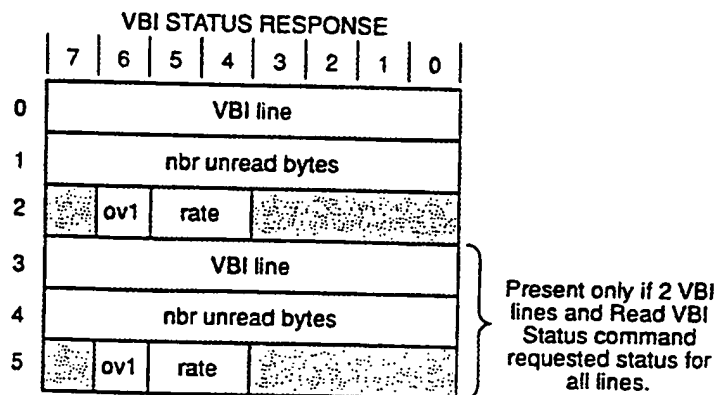 VBI STATUS RESPONSE
7 6 5 4 3 2 1 0
0 VBI line
1 nbr unread bytes
2 ov1 rate
3 VBI line
4 nbr unread bytes
5 ov1 rate
Present only if 2 VBI
lines and Read VBI
Status command
requested status for
all lines.